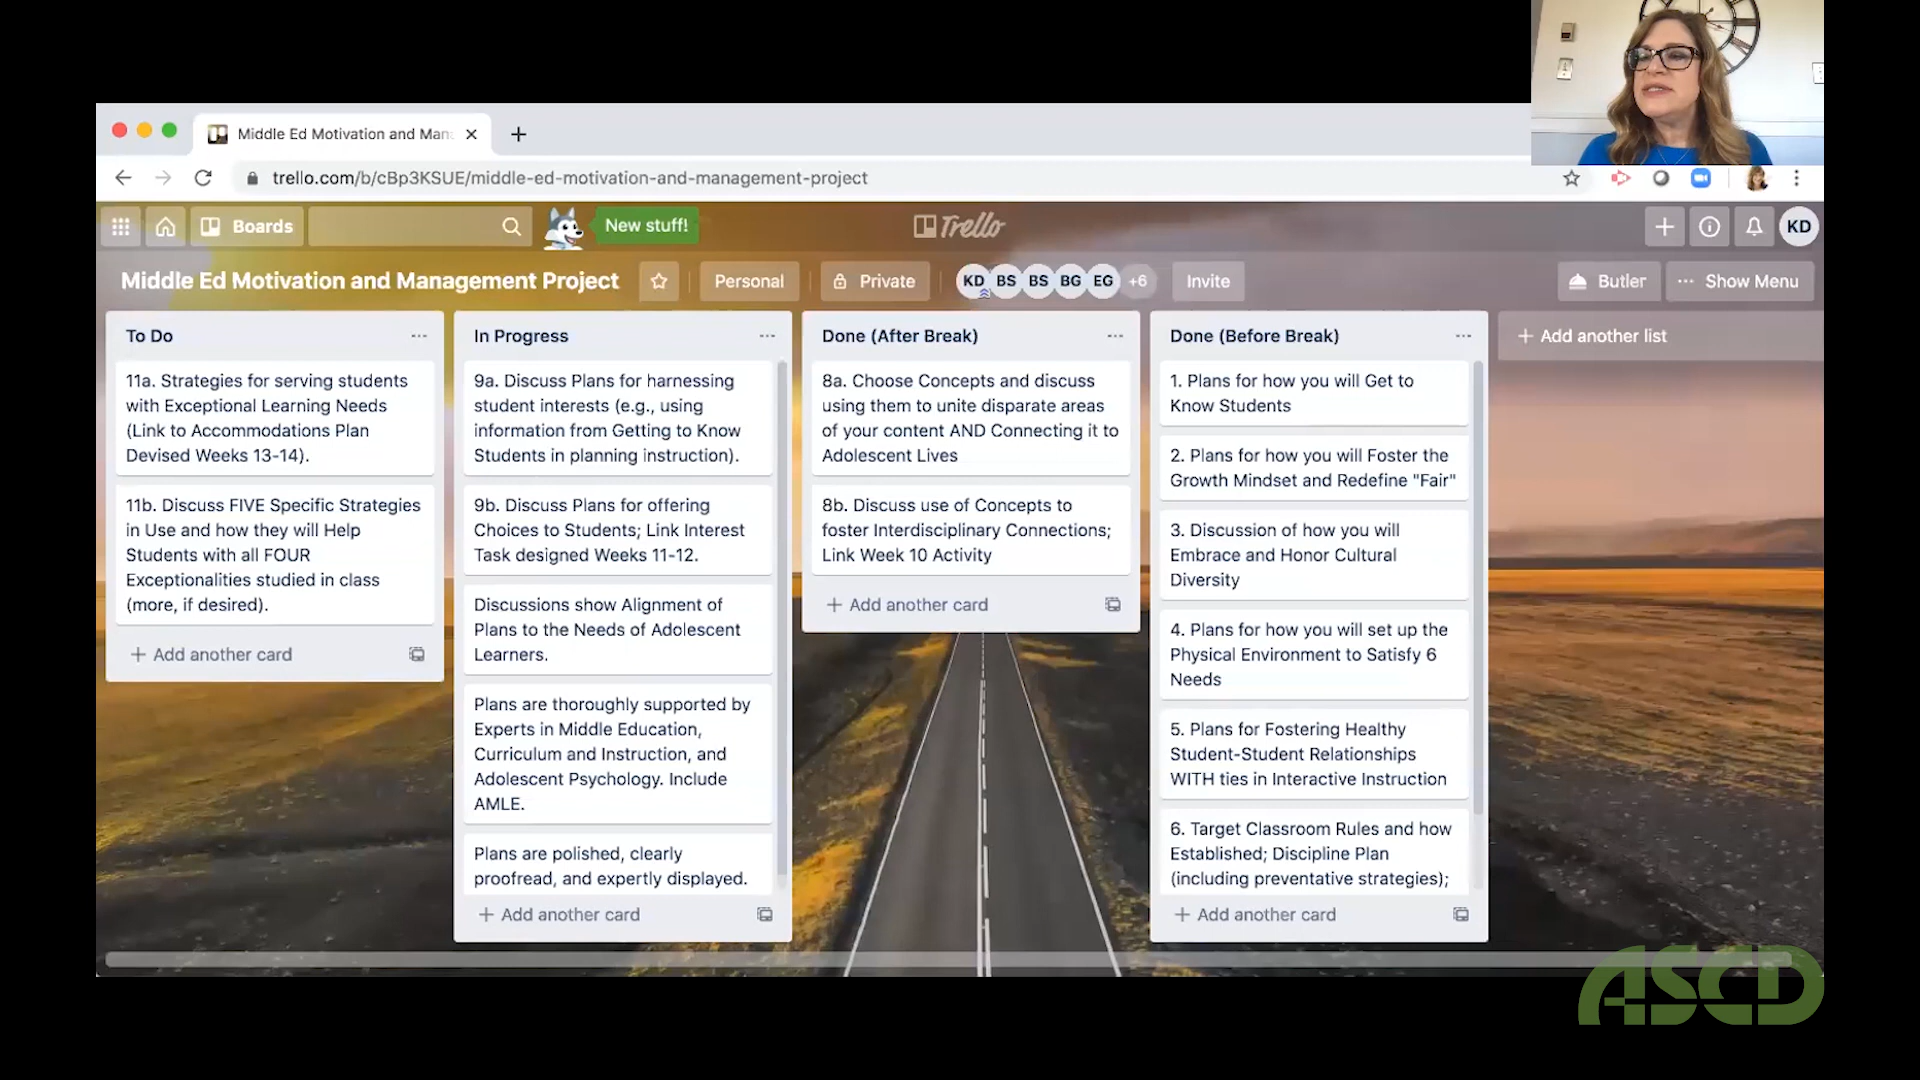 Middle Ed Motivation and Man
trello.com/b/cBp3KSUE/middle-ed-motivation-and-management-project
Boards
New stuff!
Trello
KD
Middle Ed Motivation and Management Project
Personal
Private
KD BS BS BG EG +6
Invite
Butler
Show Menu
To Do
11a. Strategies for serving students
with Exceptional Learning Needs
(Link to Accommodations Plan
Devised Weeks 13-14).
11b. Discuss FIVE Specific Strategies
in Use and how they will Help
Students with all FOUR
Exceptionalities studied in class
(more, if desired).
+ Add another card
In Progress
9a. Discuss Plans for harnessing
student interests (e.g., using
information from Getting to Know
Students in planning instruction).
9b. Discuss Plans for offering
Choices to Students; Link Interest
Task designed Weeks 11-12.
Discussions show Alignment of
Plans to the Needs of Adolescent
Learners.
Plans are thoroughly supported by
Experts in Middle Education,
Curriculum and Instruction, and
Adolescent Psychology. Include
AMLE.
Plans are polished, clearly
proofread, and expertly displayed.
+ Add another card
Done (After Break)
8a. Choose Concepts and discuss
using them to unite disparate areas
of your content AND Connecting it to
Adolescent Lives
8b. Discuss use of Concepts to
foster Interdisciplinary Connections;
Link Week 10 Activity
+ Add another card
Done (Before Break)
1. Plans for how you will Get to
Know Students
2. Plans for how you will Foster the
Growth Mindset and Redefine "Fair"
3. Discussion of how you will
Embrace and Honor Cultural
Diversity
4. Plans for how you will set up the
Physical Environment to Satisfy 6
Needs
5. Plans for Fostering Healthy
Student-Student Relationships
WITH ties in Interactive Instruction
6. Target Classroom Rules and how
Established; Discipline Plan
(including preventative strategies);
+ Add another card
+ Add another list
ASCD